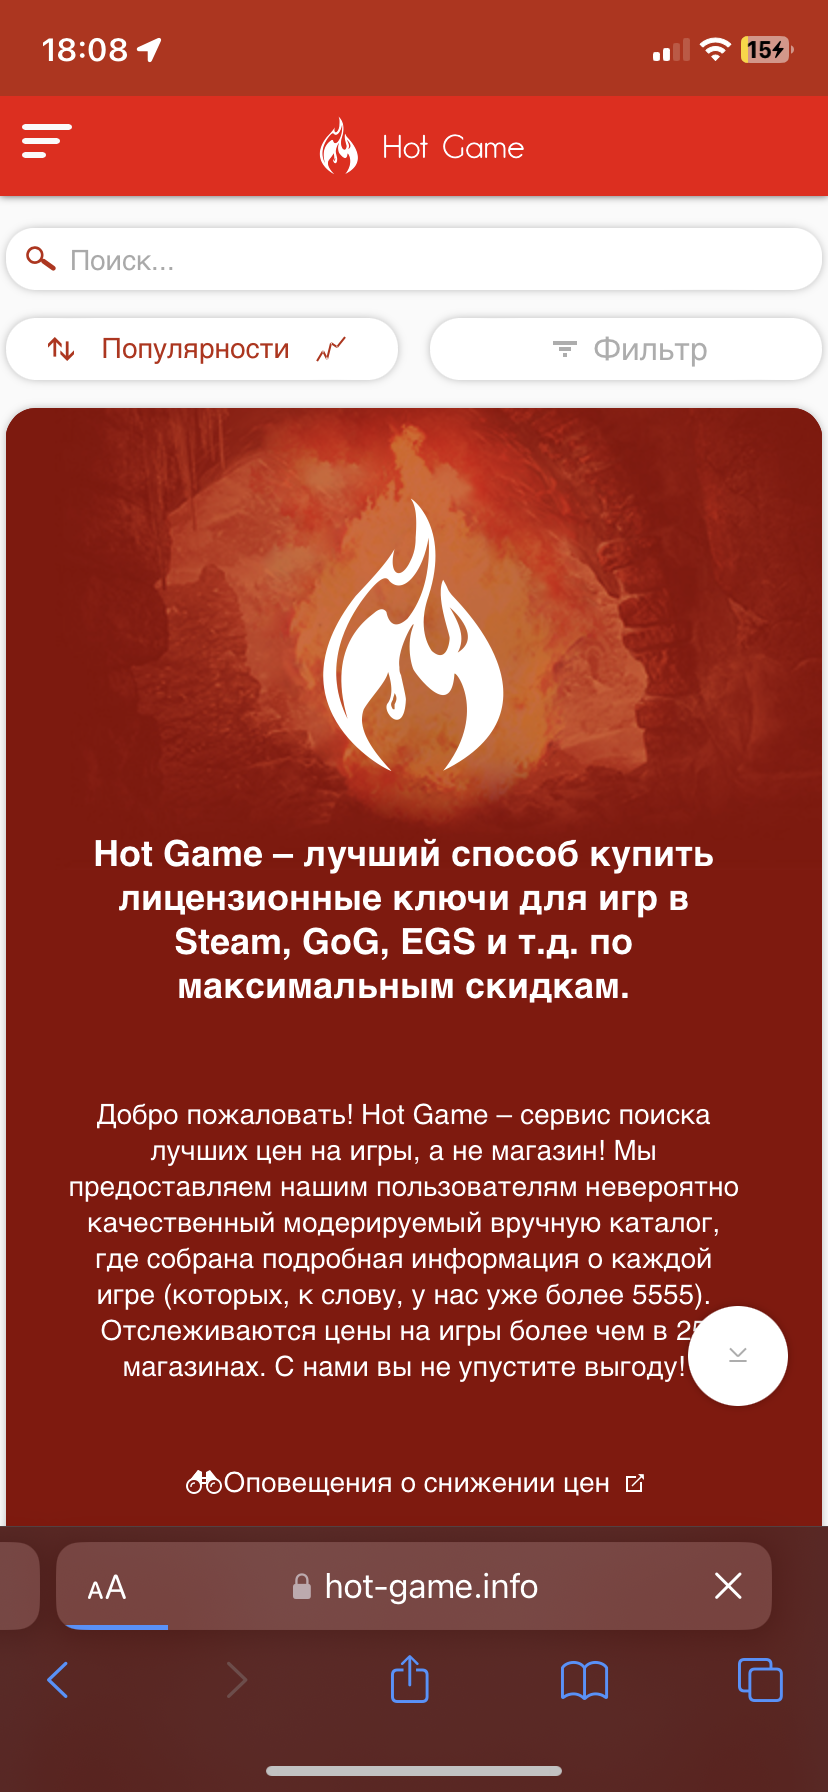 18:08
15
Hot Game
Поиск...
Популярности
Фильтр
Hot Game – лучший способ купить
лицензионные ключи для игр в
Steam, GoG, EGS и т.д. по
максимальным скидкам.
Добро пожаловать! Hot Game – сервис поиска
лучших цен на игры, а не магазин! Мы
предоставляем нашим пользователям невероятно
качественный модерируемый вручную каталог,
где собрана подробная информация о каждой
игре (которых, к слову, у нас уже более 5555).
Отслеживаются цены на игры более чем в
магазинах. С нами вы не упустите выгоду!
Оповещения о снижении цен
AA
hot-game.info